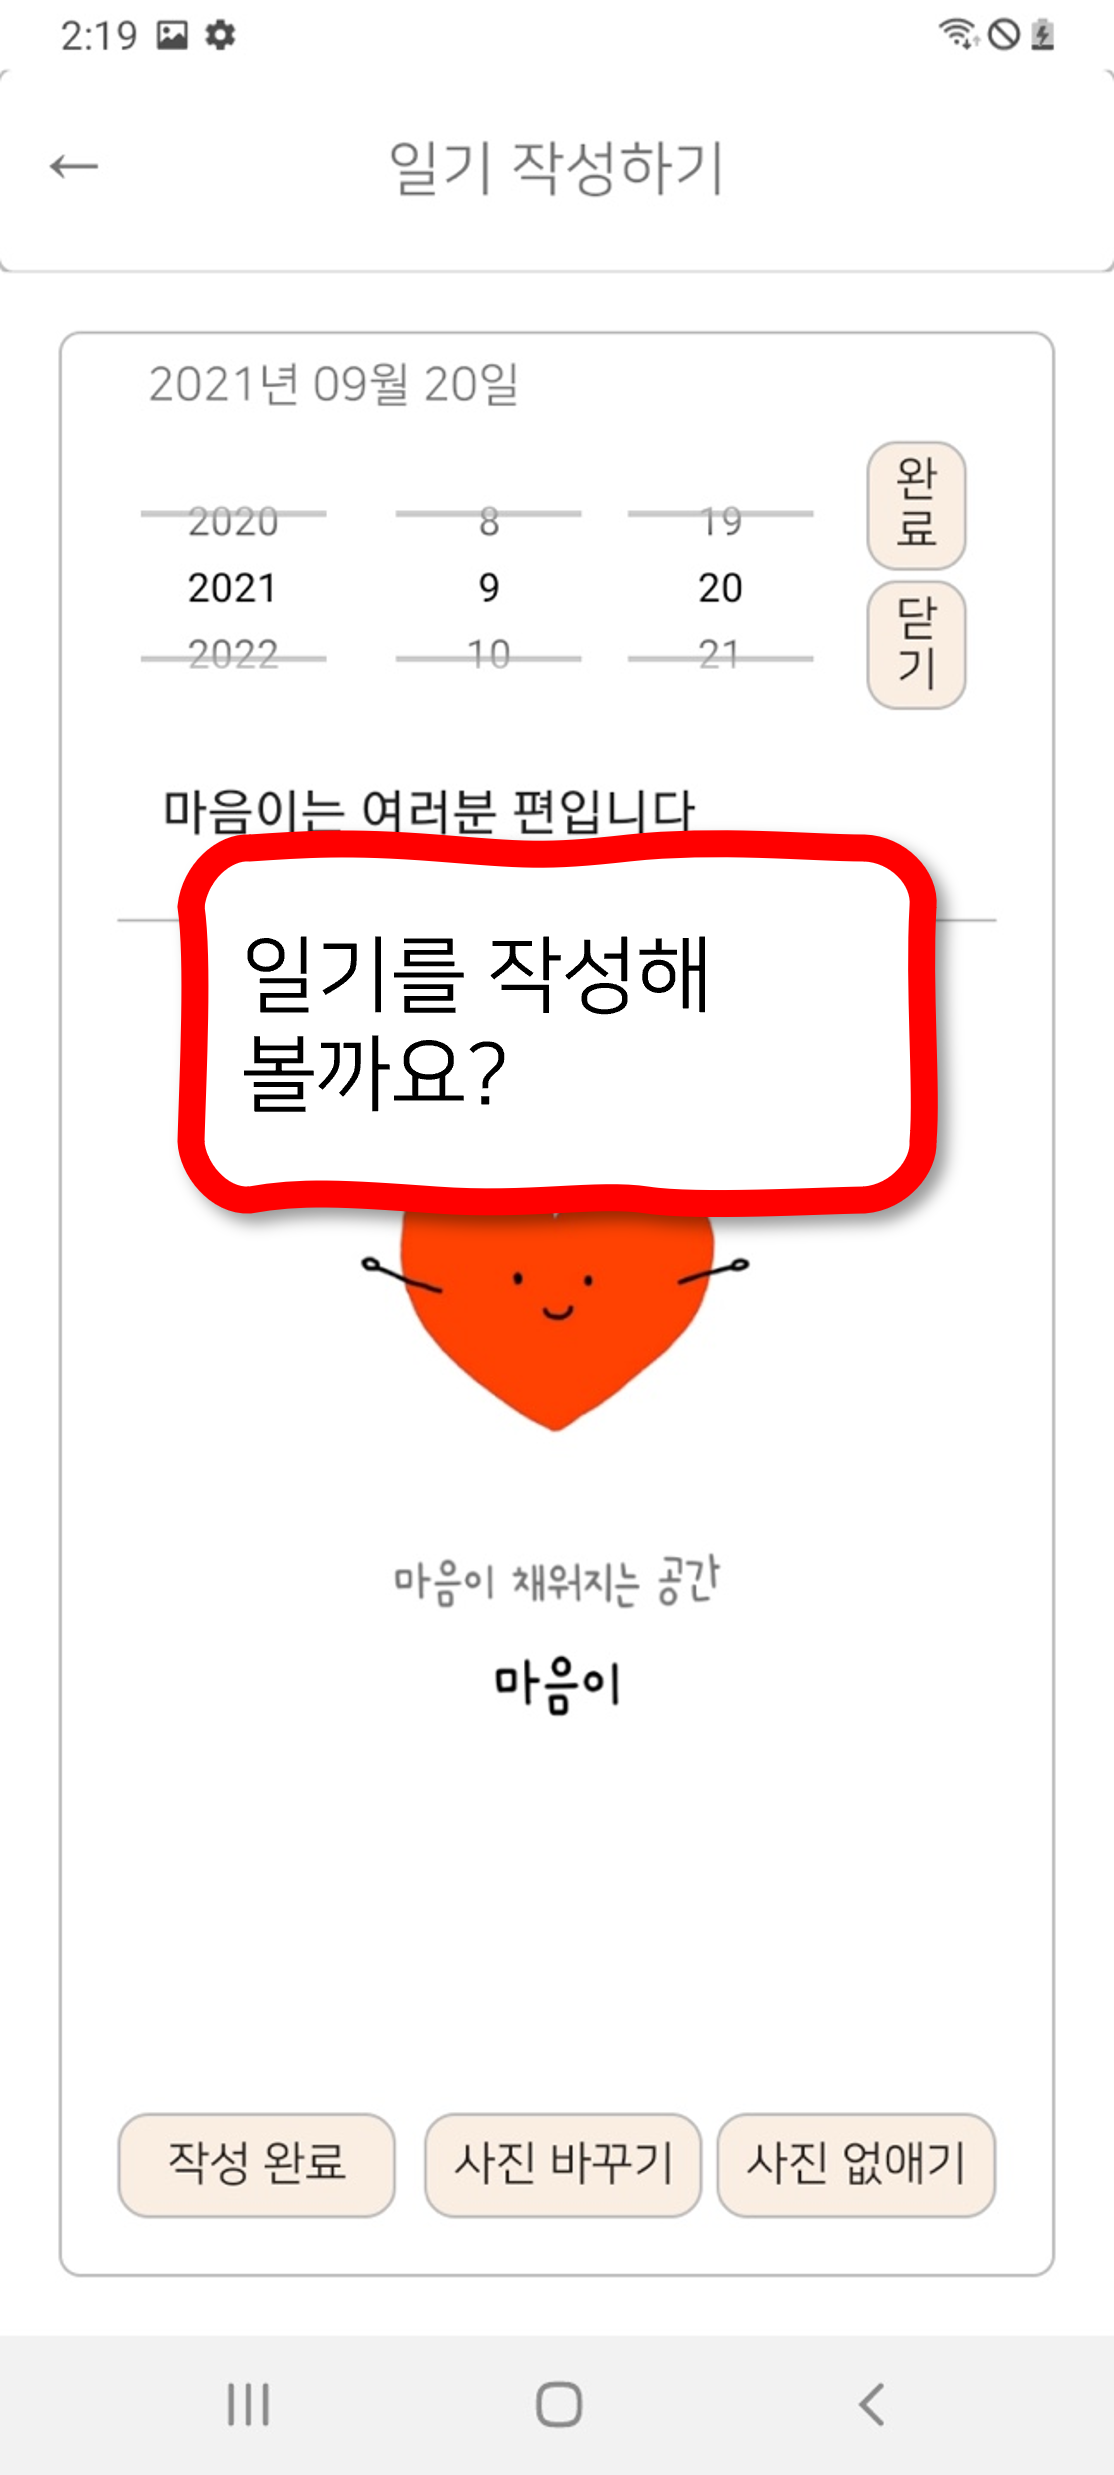 2:19
일기 작성하기
2021년 09월 20일
2020 8 19
2021 9 20
2022 10 21
완료
닫기
마음이는 여러분 편입니다
일기를 작성해
볼까요?
마음이 채워지는 공간
마음이
작성 완료 사진 바꾸기 사진 없애기